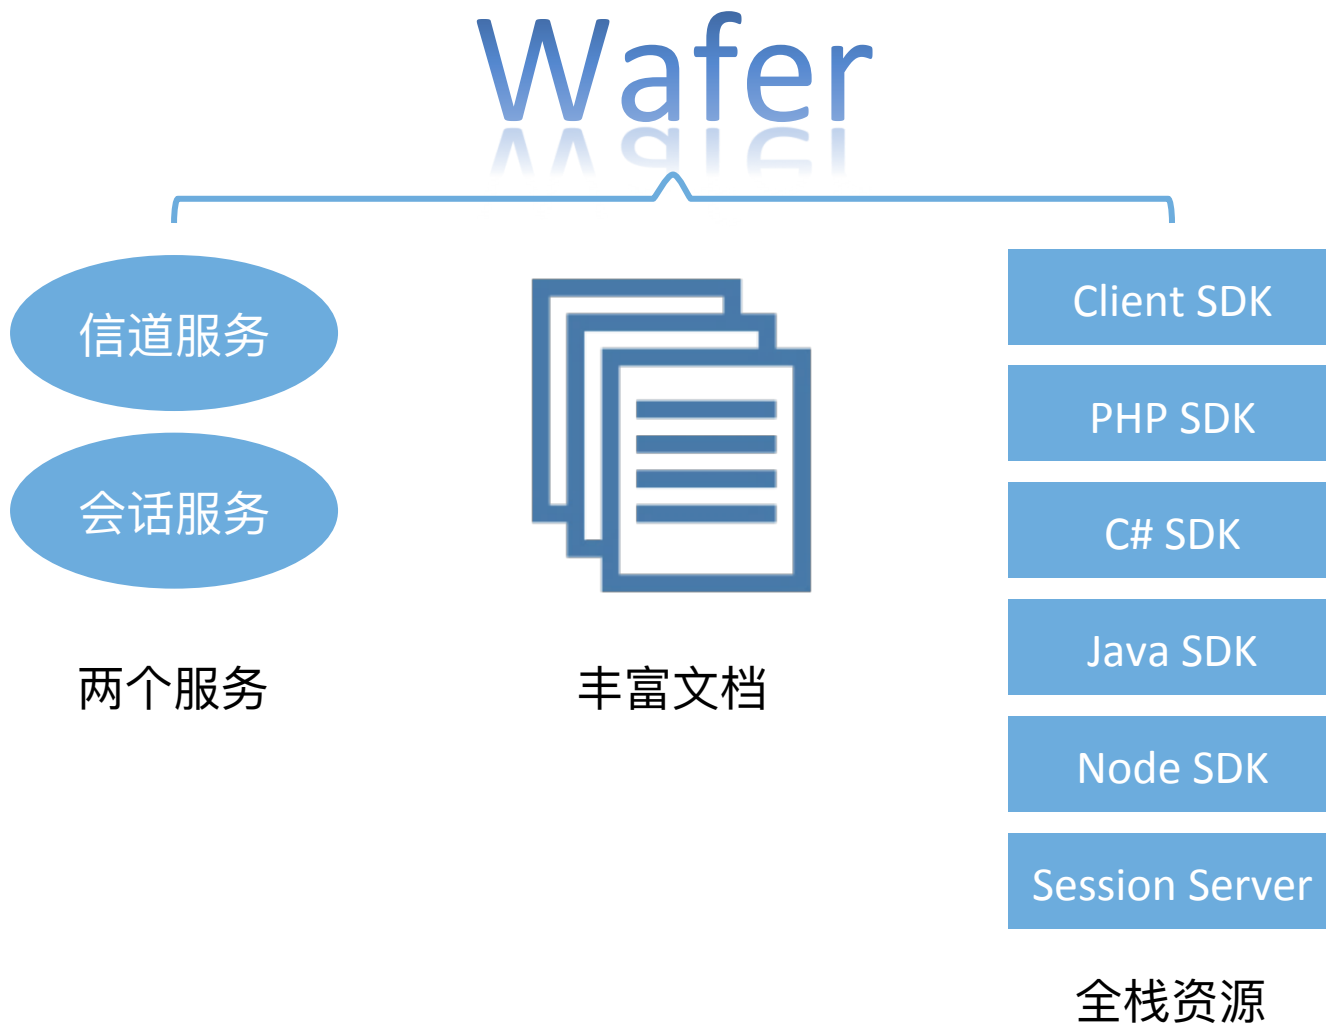 Wafer
信道服务
会话服务
两个服务
丰富文档
Client SDK
PHP SDK
C# SDK
Java SDK
Node SDK
Session Server
全栈资源